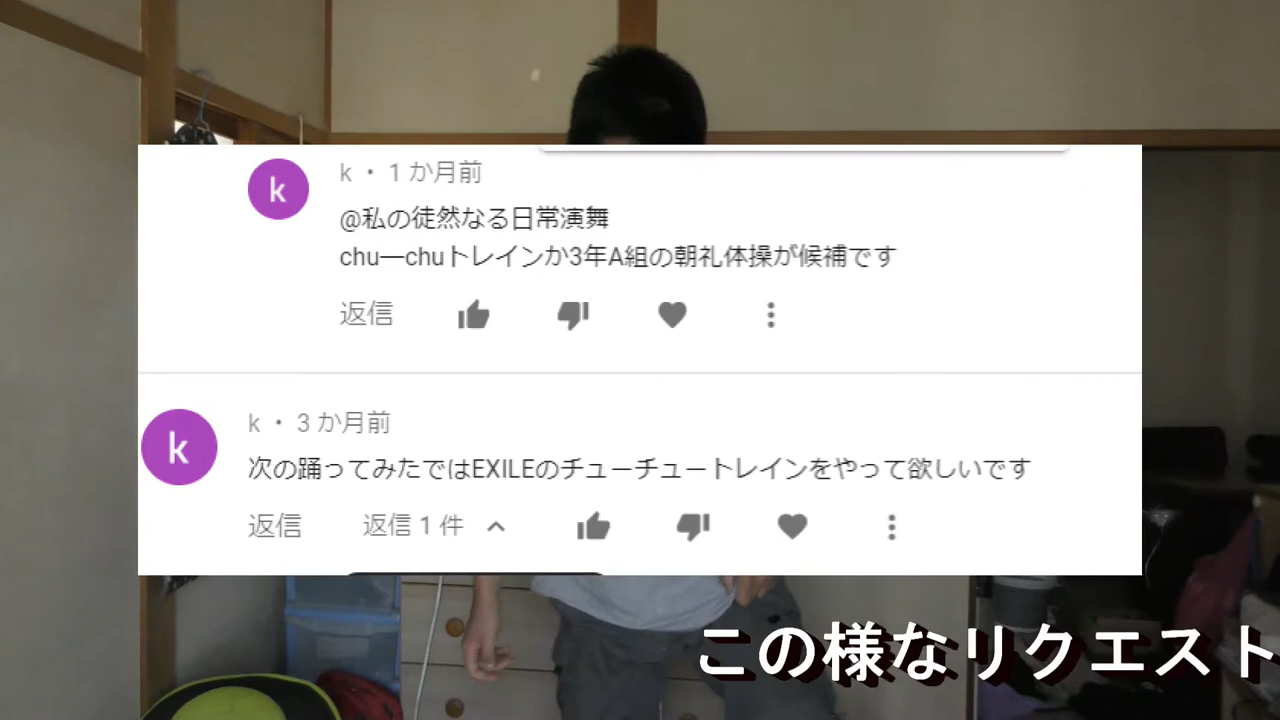 k ・ 1 か月前
k
@私の徒然なる日常演舞
chu―chuトレインか3年A組の朝礼体操が候補です
返信
k ・ 3 か月前
k
次の踊ってみたではEXILEのチューチュートレインをやって欲しいです
返信 返信 1 件
この様なリクエスト